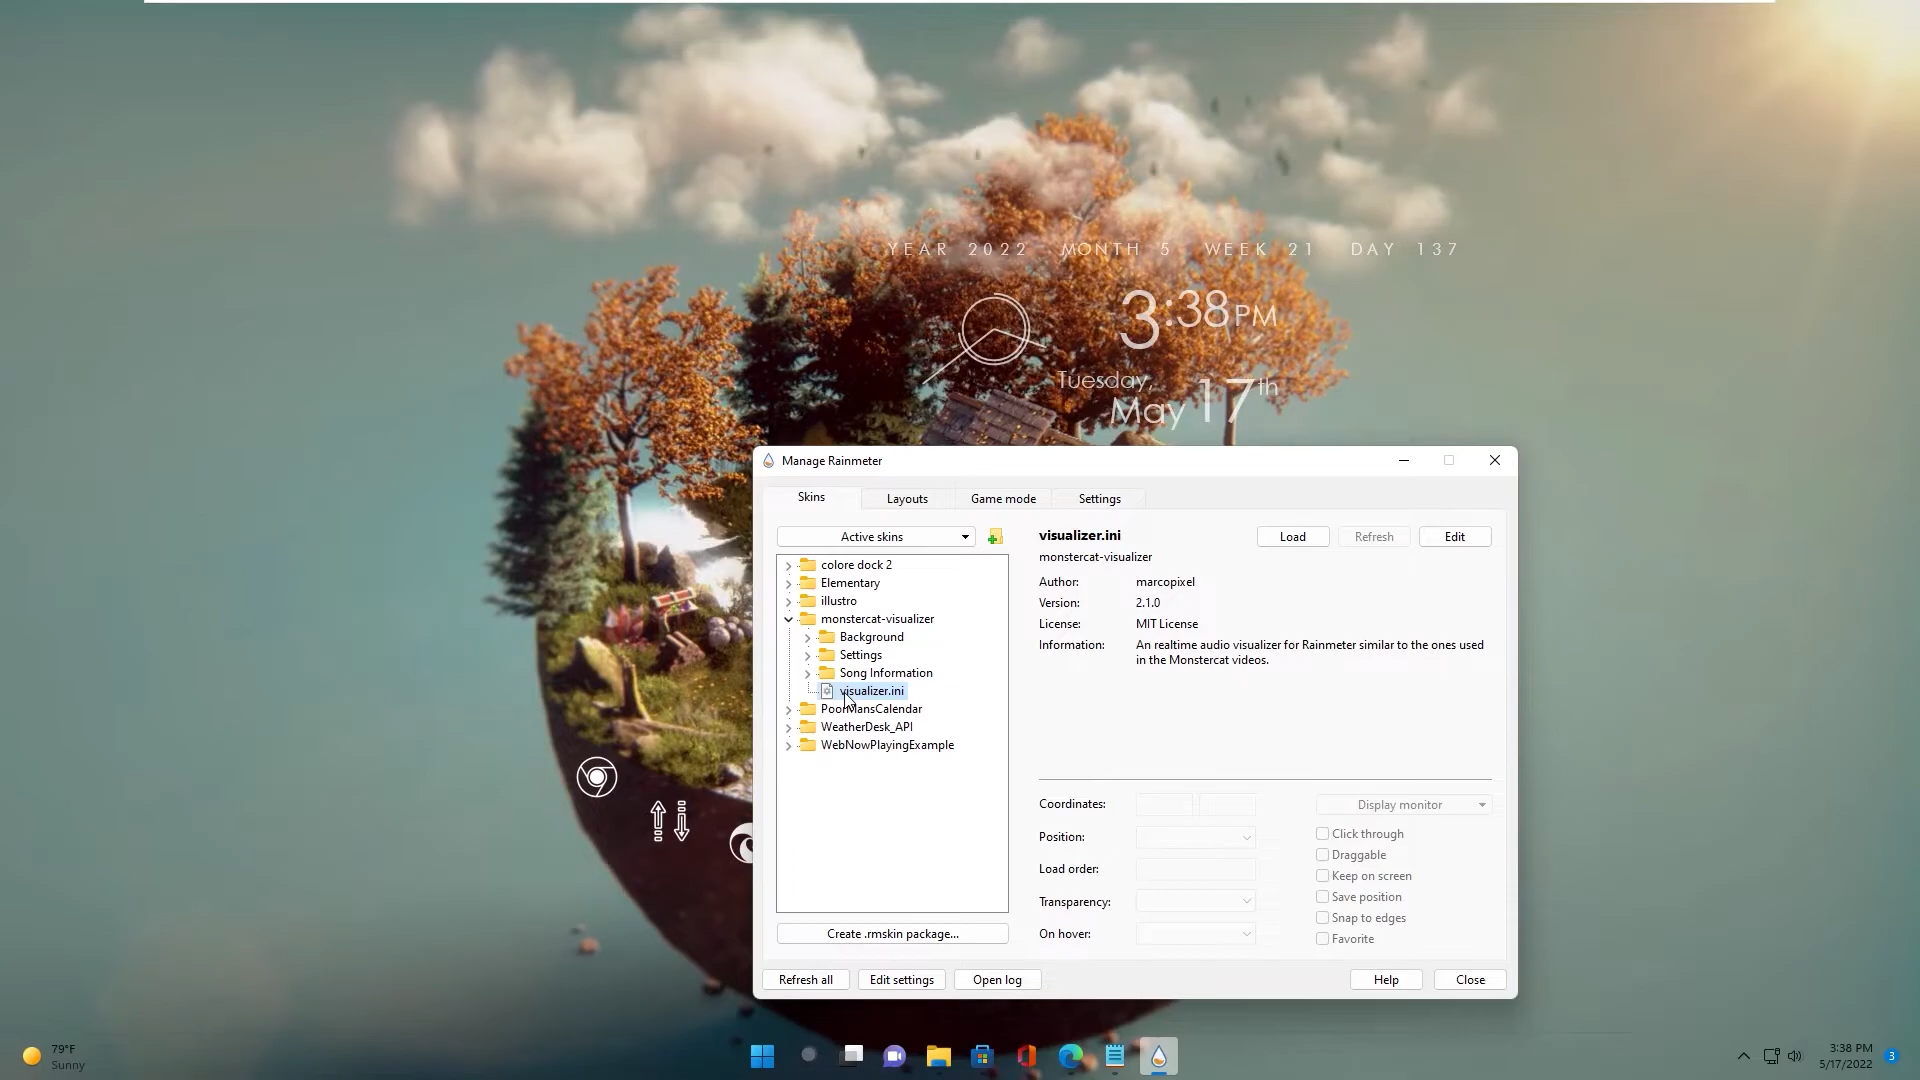 YEAR 2022 MONTH 5 WEEK 21 DAY 137
3:38 PM
Tuesday,
May 17th
Manage Rainmeter
Skins Layouts Game mode Settings
Active skins
colore dock 2
Elementary
illustro
monstercat-visualizer
Background
Settings
Song Information
visualizer.ini
PoorMansCalendar
WeatherDesk_API
WebNowPlayingExample
Create .rmskin package...
visualizer.ini Load Refresh Edit
monstercat-visualizer
Author: marcopixel
Version: 2.1.0
License: MIT License
Information: An realtime audio visualizer for Rainmeter similar to the ones used
in the Monstercat videos.
Coordinates: Display monitor
Position: Click through
Draggable
Load order: Keep on screen
Transparency: Save position
Snap to edges
On hover: Favorite
Refresh all Edit settings Open log Help Close
79°F
Sunny
3:38 PM
5/17/2022
3